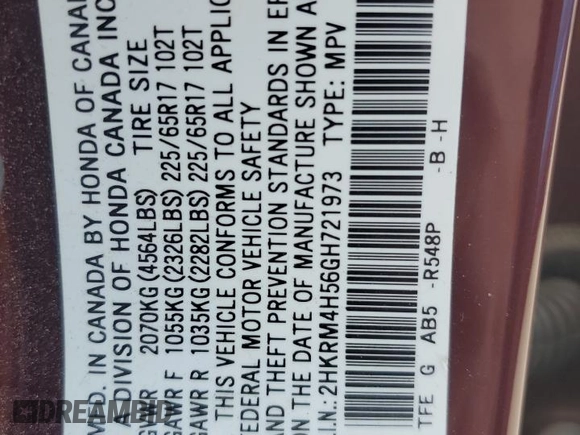 MFD. IN CANADA BY HONDA OF CANAD
A DIVISION OF HONDA CANADA INC
GVWR 2070KG (4564LBS) TIRE SIZE
GAWR F 1055KG (2326LBS) 225/65R17 102T
GAWR R 1035KG (2282LBS) 225/65R17 102T
THIS VEHICLE CONFORMS TO ALL APPLIC
FEDERAL MOTOR VEHICLE SAFETY
AND THEFT PREVENTION STANDARDS IN EF
ON THE DATE OF MANUFACTURE SHOWN A
.I.N.: 2HKRM4H56GH721973 TYPE: MPV
TFE G AB5 -R548P -B -H
DREAMBID